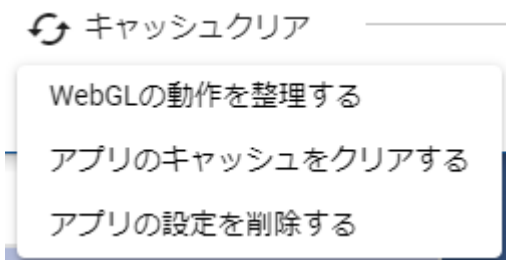 キャッシュクリア
WebGLの動作を整理する
アプリのキャッシュをクリアする
アプリの設定を削除する